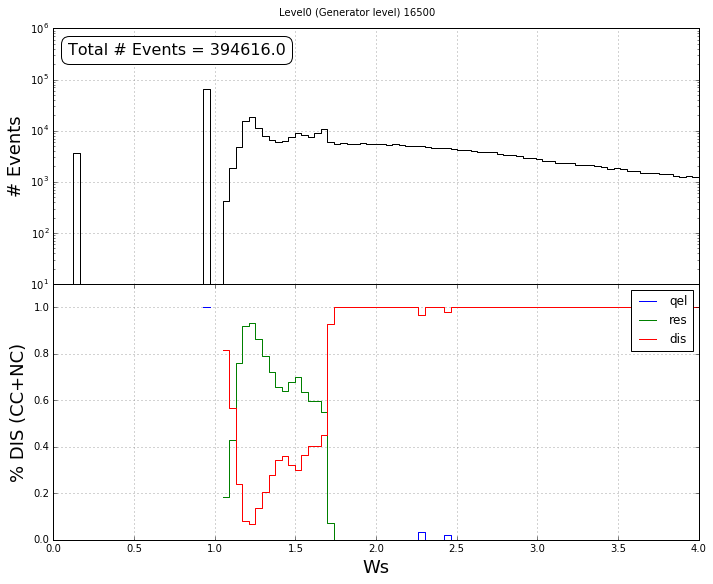 Level0 (Generator level) 16500
10^6
Total # Events = 394616.0
10^5
10^4
10^3
10^2
10^1
# Events
qel
res
dis
1.0
0.8
0.6
0.4
0.2
0.0
% DIS (CC+NC)
0.0 0.5 1.0 1.5 2.0 2.5 3.0 3.5 4.0
Ws